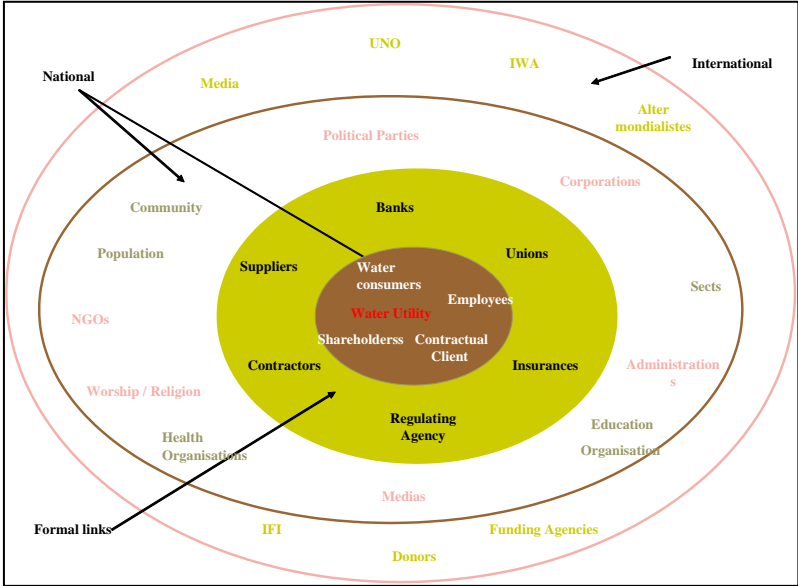 UNO
IWA
International
National
Media
Alter
mondialistes
Political Parties
Corporations
Community
Banks
Population
Suppliers
Unions
Water
consumers
Employees
Sects
Water Utility
NGOs
Shareholderss
Contractual
Client
Contractors
Insurances
Administration
s
Worship / Religion
Regulating
Agency
Education
Organisation
Health
Organisations
Medias
Formal links
IFI
Funding Agencies
Donors